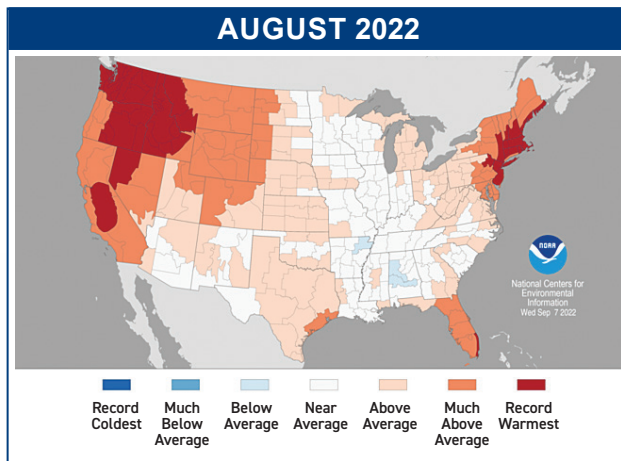 AUGUST 2022
NOAA
National Centers for
Environmental
Information
Wed Sep 7 2022
Record
Coldest
Much
Below
Average
Below
Average
Near
Average
Above
Average
Much
Above
Average
Record
Warmest